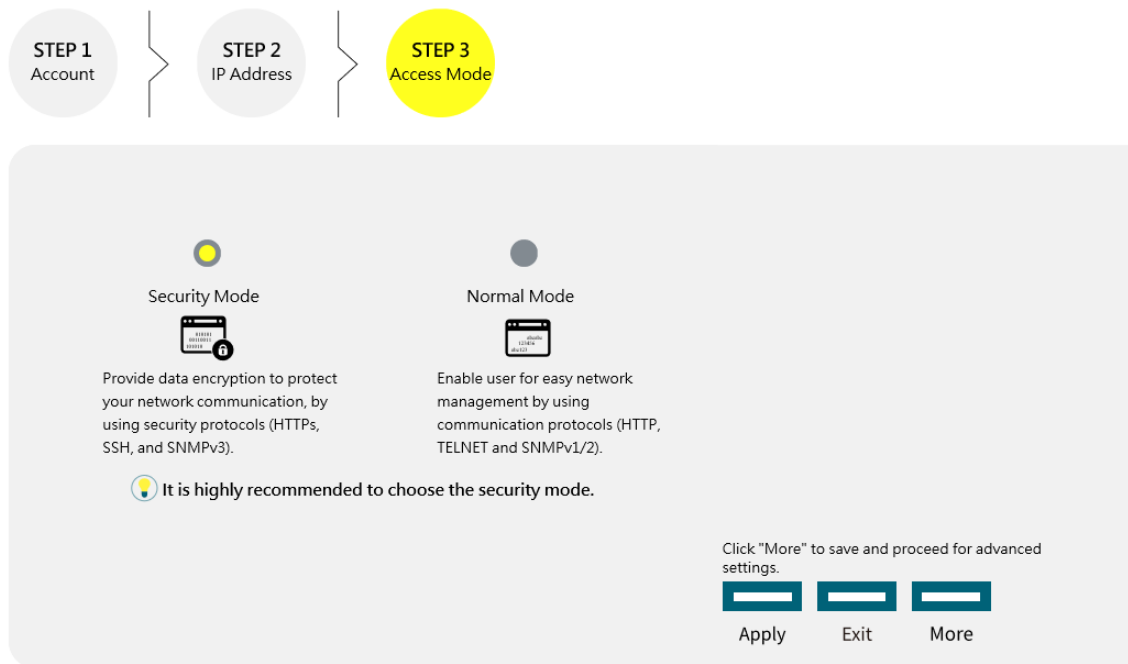 STEP 1
Account
STEP 2
IP Address
STEP 3
Access Mode
Security Mode
Provide data encryption to protect
your network communication, by
using security protocols (HTTPs,
SSH, and SNMPv3).
Normal Mode
Enable user for easy network
management by using
communication protocols (HTTP,
TELNET and SNMPv1/2).
It is highly recommended to choose the security mode.
Click "More" to save and proceed for advanced
settings.
Apply
Exit
More